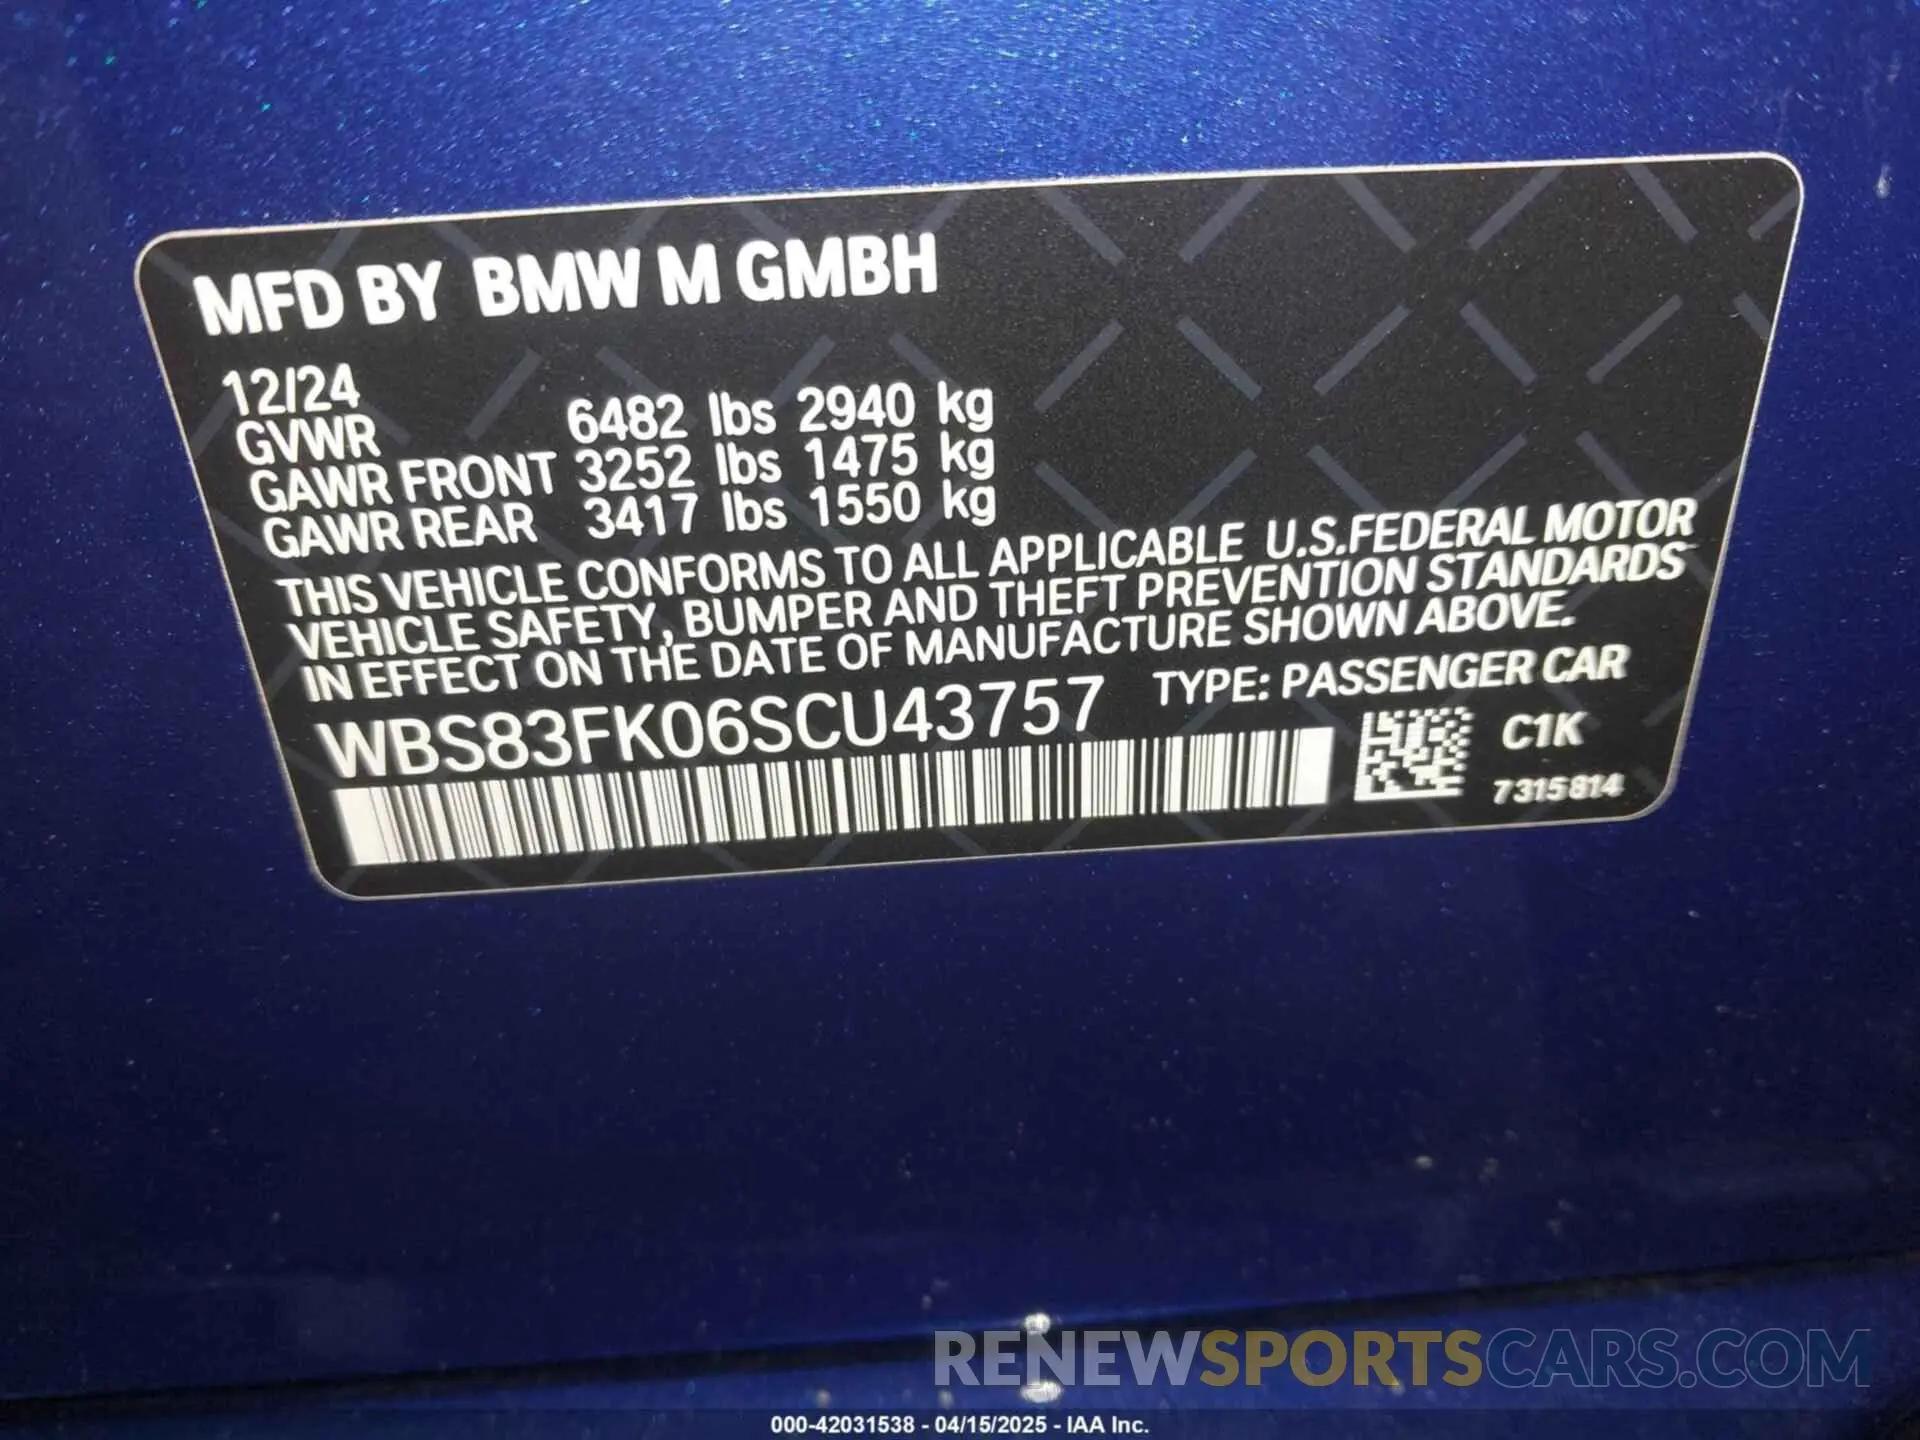 MFD BY BMW M GMBH
12/24
GVWR 6482 lbs 2940 kg
GAWR FRONT 3252 lbs 1475 kg
GAWR REAR 3417 lbs 1550 kg
THIS VEHICLE CONFORMS TO ALL APPLICABLE U.S.FEDERAL MOTOR
VEHICLE SAFETY, BUMPER AND THEFT PREVENTION STANDARDS
IN EFFECT ON THE DATE OF MANUFACTURE SHOWN ABOVE.
WBS83FK06SCU43757 TYPE: PASSENGER CAR
C1K
7315814
RENEWSPORTSCARS.COM
000-42031538 - 04/15/2025 - IAA Inc.